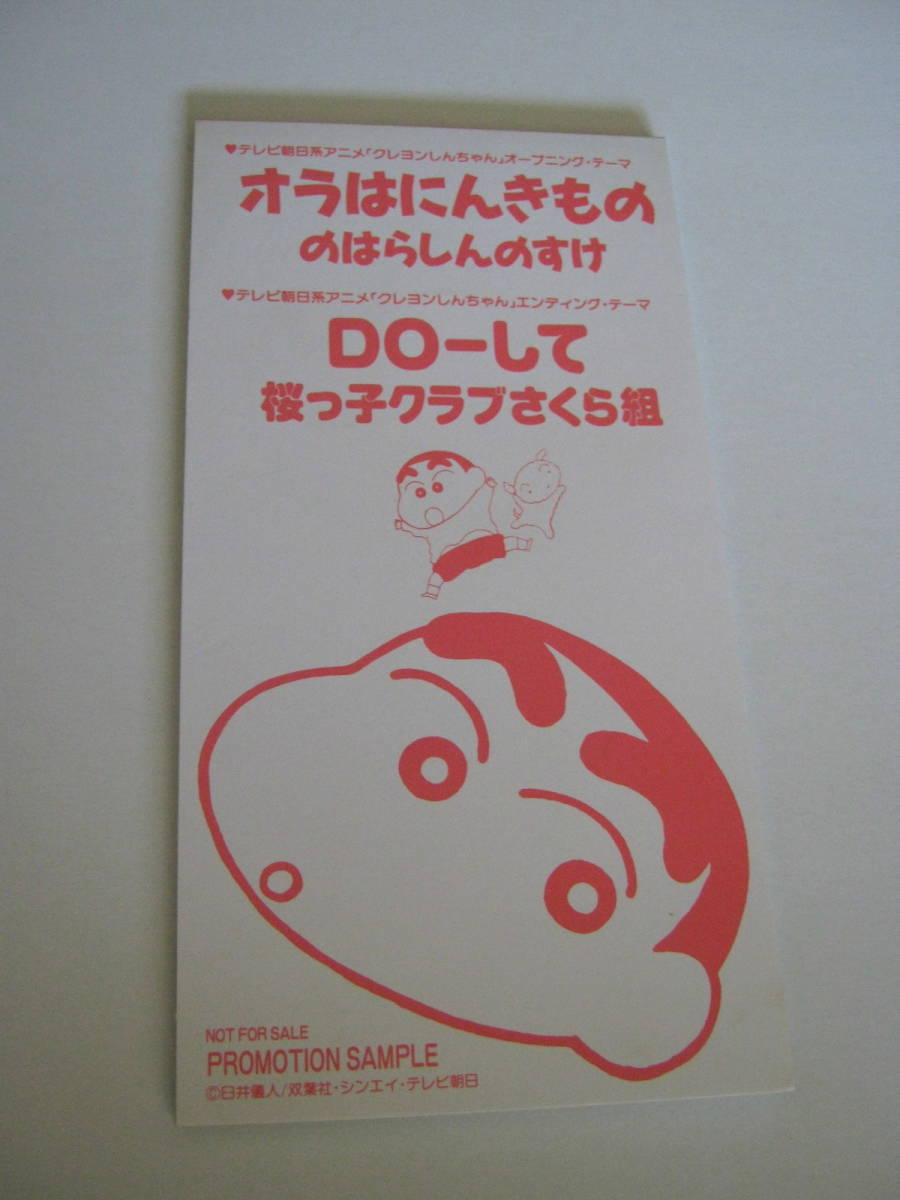 ♥テレビ朝日系アニメ「クレヨンしんちゃん」オープニング・テーマ
オラはにんきもの
のはらしんのすけ
♥テレビ朝日系アニメ「クレヨンしんちゃん」エンディング・テーマ
DOーして
桜っ子クラブさくら組
NOT FOR SALE
PROMOTION SAMPLE
©臼井儀人/双葉社・シンエイ・テレビ朝日